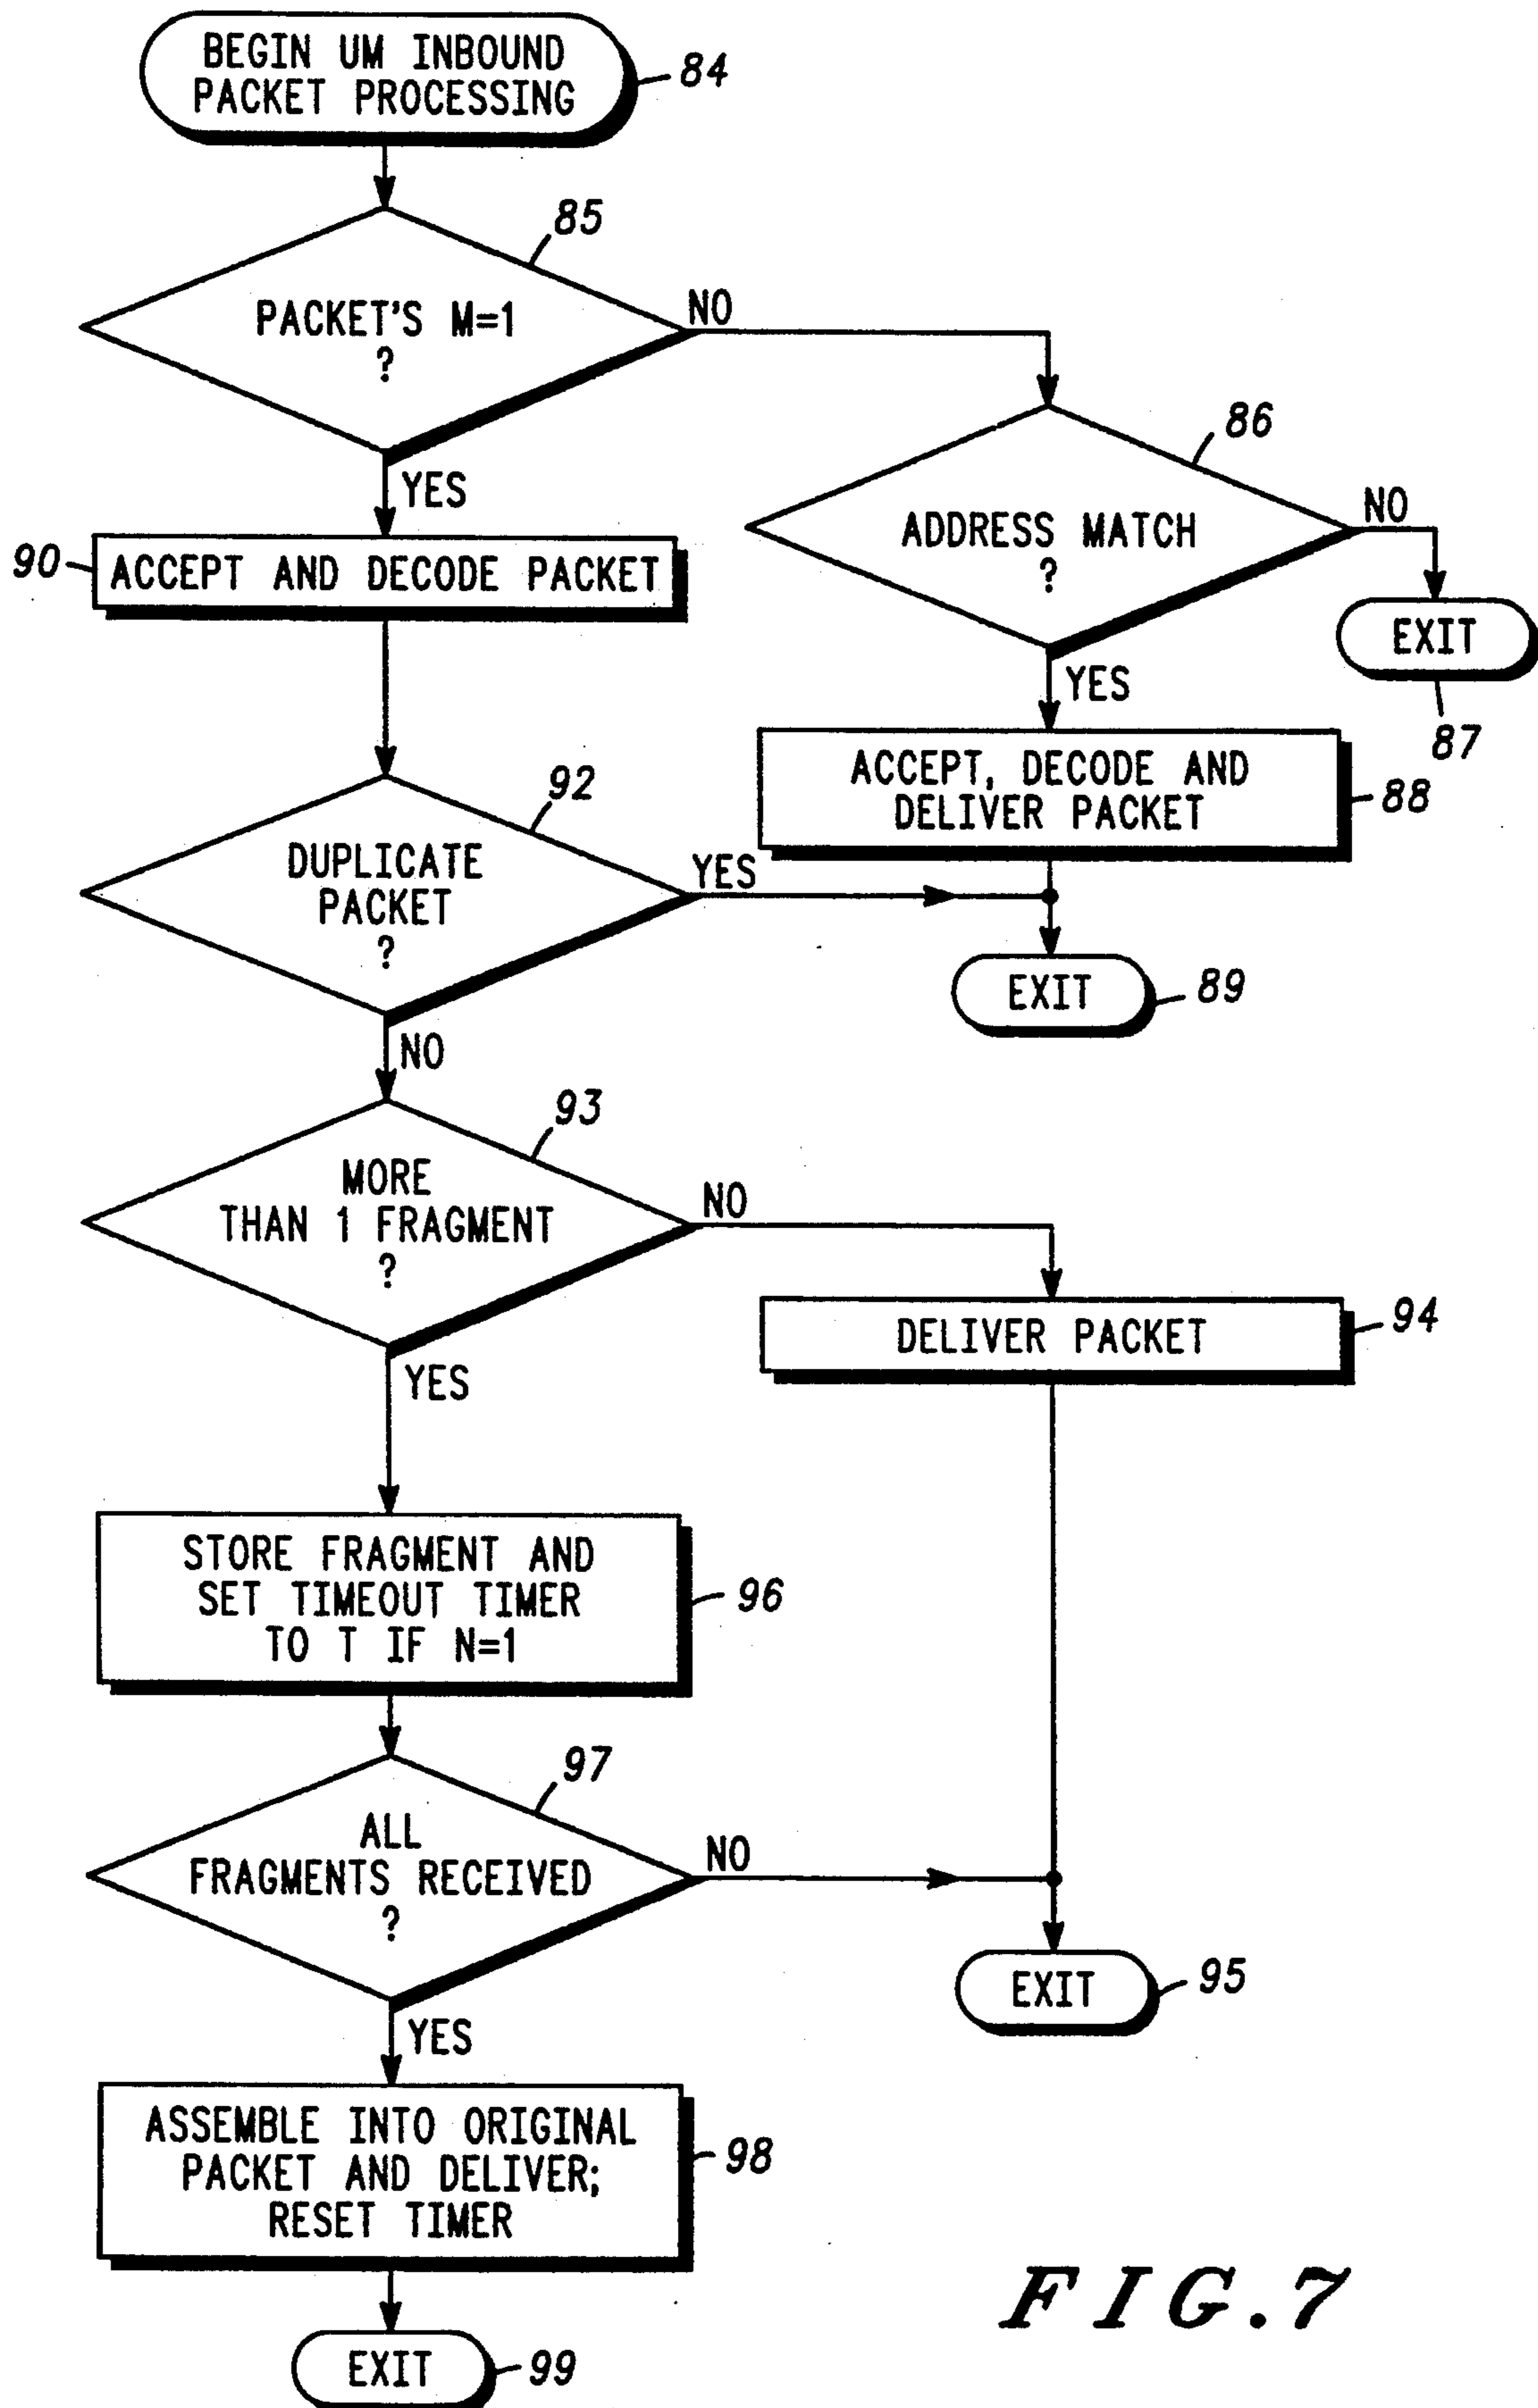 BEGIN UM INBOUND
PACKET PROCESSING
84
85
PACKET'S M=1
?
NO
YES
86
ADDRESS MATCH
?
NO
EXIT
87
YES
90
ACCEPT AND DECODE PACKET
ACCEPT, DECODE AND
DELIVER PACKET
88
92
DUPLICATE
PACKET
?
YES
EXIT
89
NO
93
MORE
THAN 1 FRAGMENT
?
NO
DELIVER PACKET
94
YES
STORE FRAGMENT AND
SET TIMEOUT TIMER
TO T IF N=1
96
97
ALL
FRAGMENTS RECEIVED
?
NO
EXIT
95
YES
ASSEMBLE INTO ORIGINAL
PACKET AND DELIVER;
RESET TIMER
98
EXIT
99
FIG.7